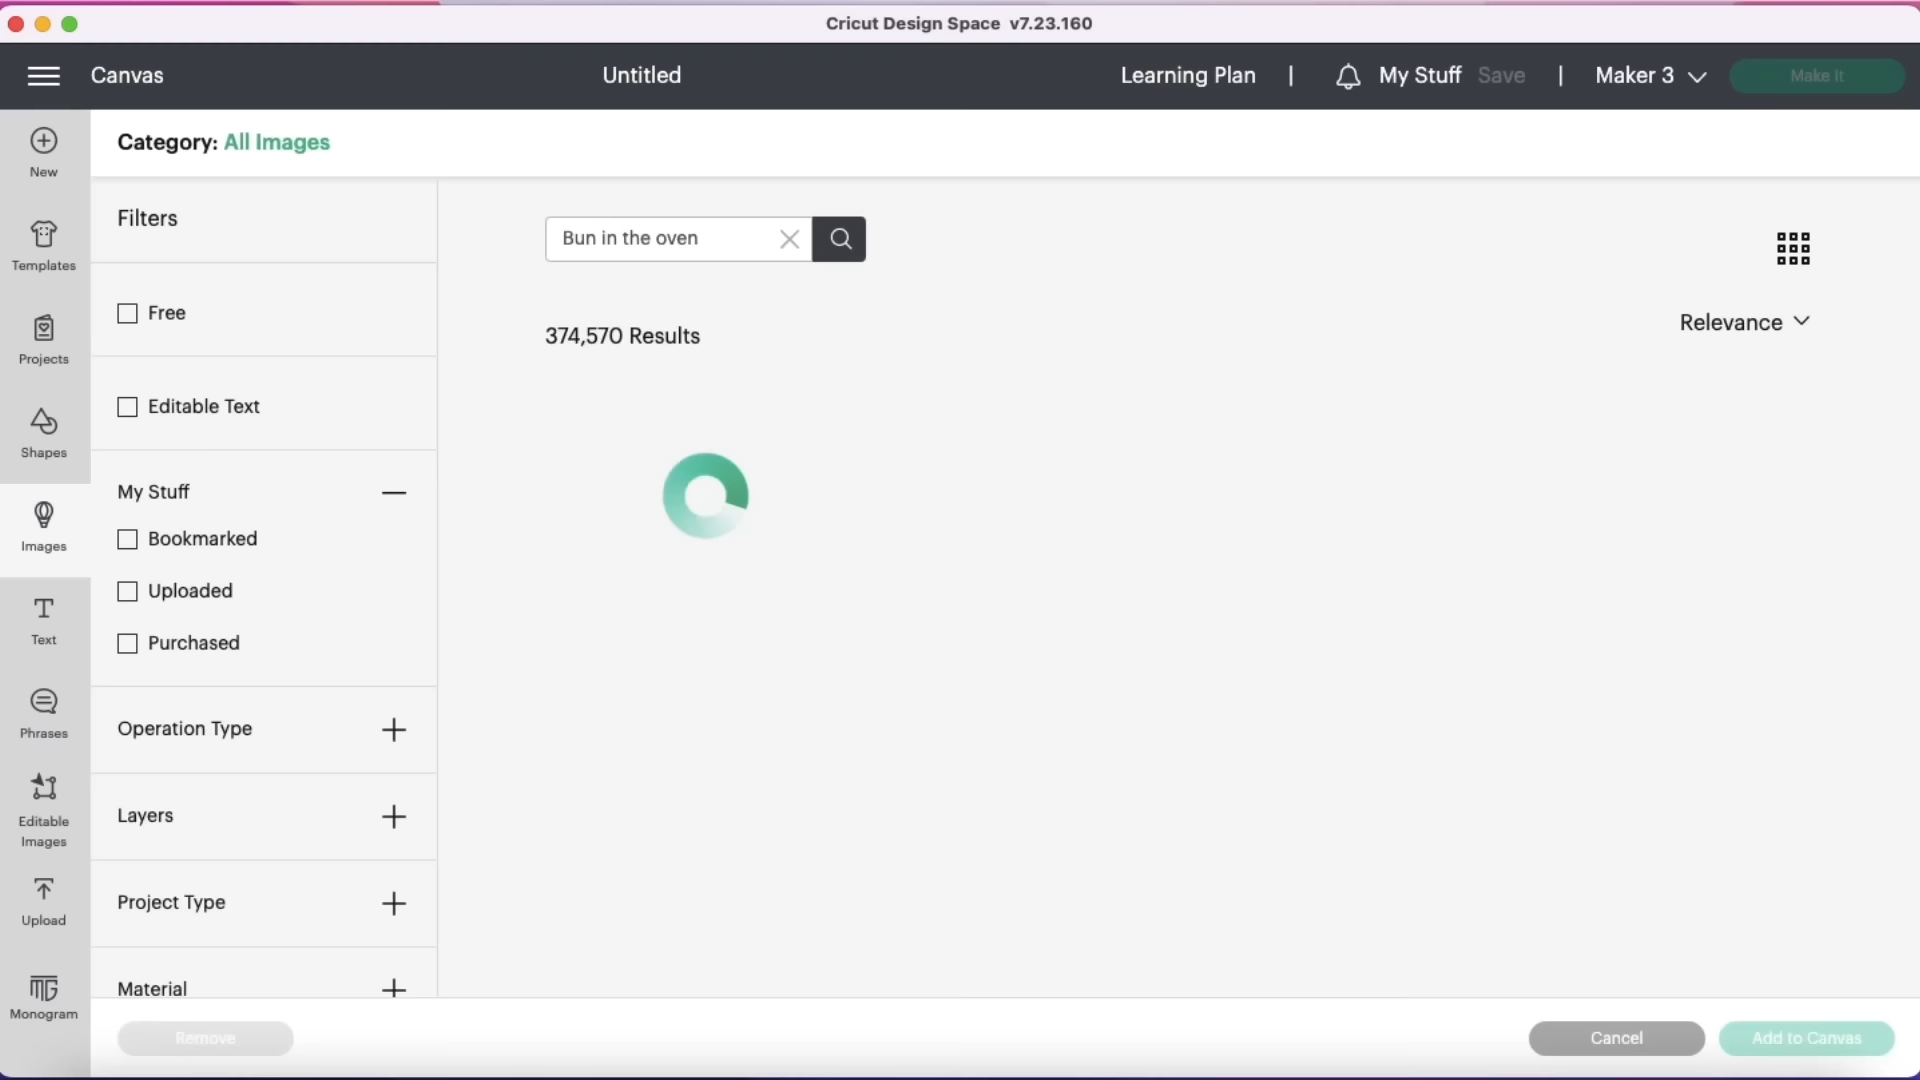 Cricut Design Space v7.23.160
Canvas
Untitled
Learning Plan
|
My Stuff
Save
|
Maker 3
Make It
New
Templates
Projects
Shapes
Images
Text
Phrases
Editable
Images
Upload
Monogram
Category: All Images
Filters
Free
Editable Text
My Stuff
Bookmarked
Uploaded
Purchased
Operation Type
Layers
Project Type
Material
Bun in the oven
374,570 Results
Relevance
Remove
Cancel
Add to Canvas